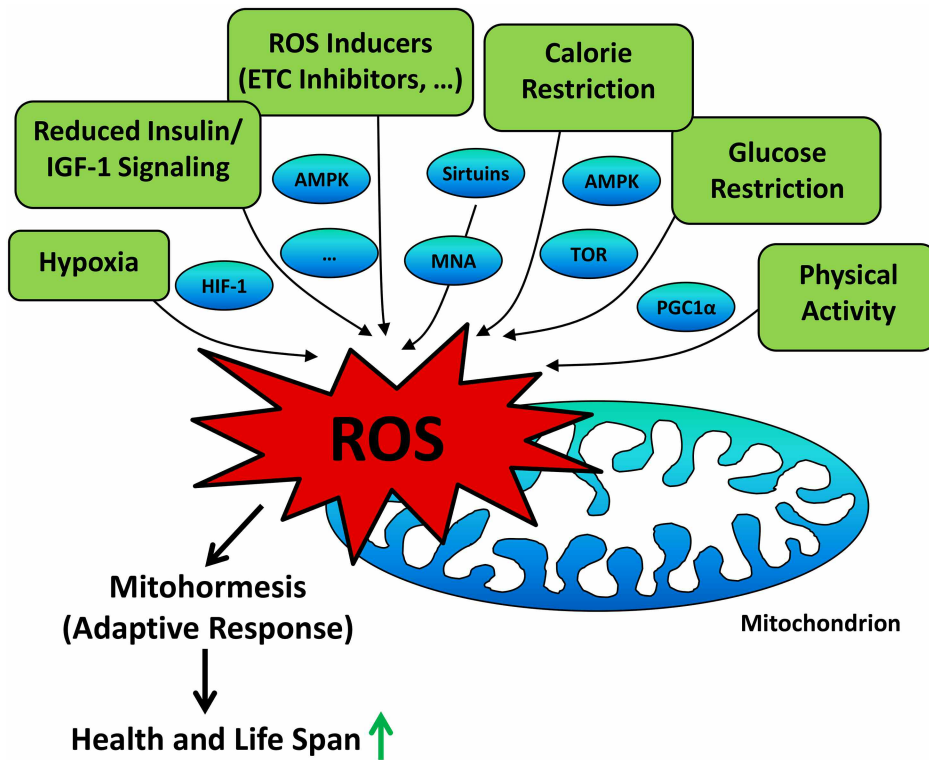 ROS Inducers
(ETC Inhibitors, ...)
Calorie
Restriction
Reduced Insulin/
IGF-1 Signaling
Glucose
Restriction
AMPK
Sirtuins
AMPK
Hypoxia
HIF-1
...
MNA
TOR
PGC1α
Physical
Activity
ROS
Mitohormesis
(Adaptive Response)
Mitochondrion
Health and Life Span